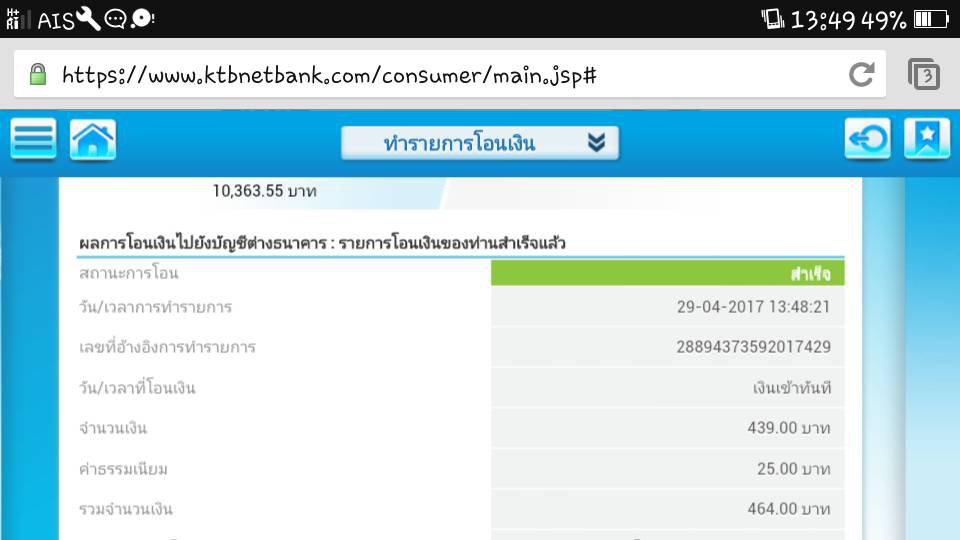 H+
R AIS 13:49 49%
https://www.ktbnetbank.com/consumer/main.jsp# 3
ทำรายการโอนเงิน
10,363.55 บาท
ผลการโอนเงินไปยังบัญชีต่างธนาคาร : รายการโอนเงินของท่านสำเร็จแล้ว
สถานะการโอน สำเร็จ
วัน/เวลาการทำรายการ 29-04-2017 13:48:21
เลขที่อ้างอิงการทำรายการ 28894373592017429
วัน/เวลาที่โอนเงิน เงินเข้าทันที
จำนวนเงิน 439.00 บาท
ค่าธรรมเนียม 25.00 บาท
รวมจำนวนเงิน 464.00 บาท